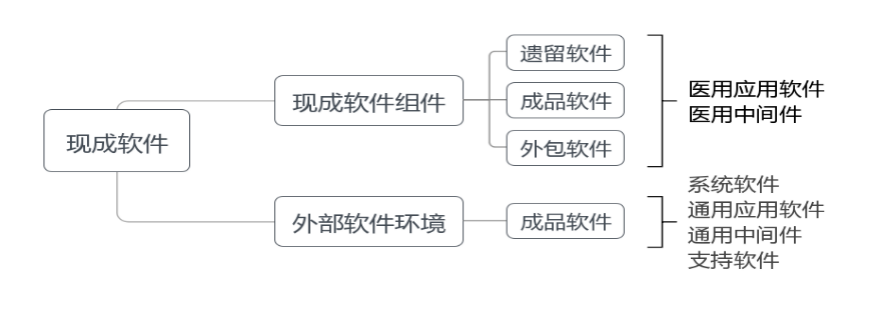 现成软件
现成软件组件
遗留软件
成品软件
外包软件
医用应用软件
医用中间件
外部软件环境
成品软件
系统软件
通用应用软件
通用中间件
支持软件